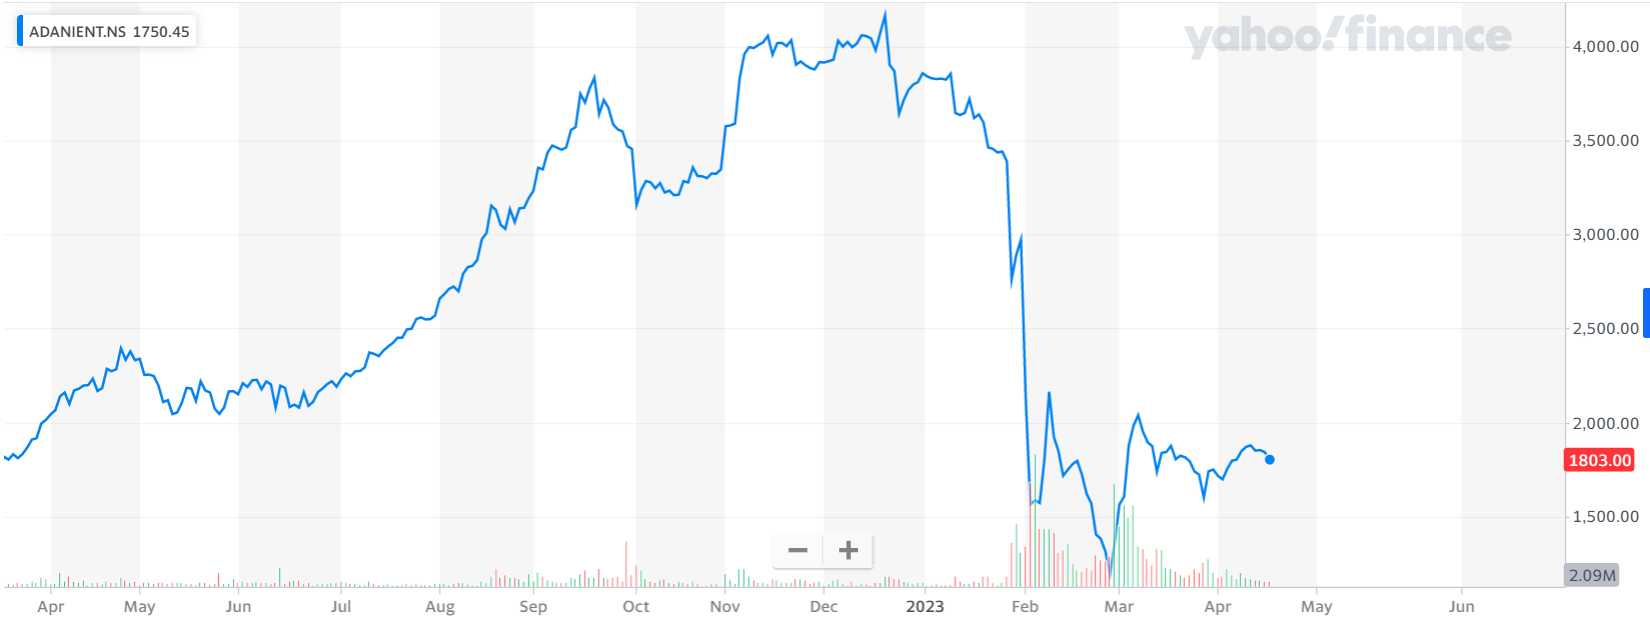 ADANIENT.NS 1750.45
yahoo!finance
4,000.00
3,500.00
3,000.00
2,500.00
2,000.00
1803.00
1,500.00
2.09M
Apr May Jun Jul Aug Sep Oct Nov Dec 2023 Feb Mar Apr May Jun